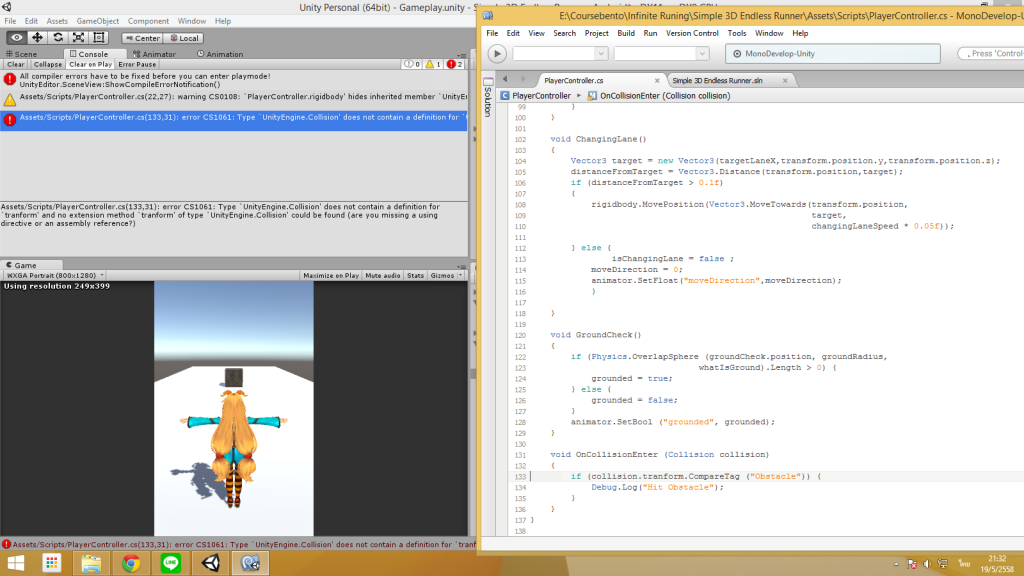 Unity Personal (64bit) - Gameplay.unity -
File Edit Assets GameObject Component Window Help
Center Local
Scene Console Animator Animation
Clear Collapse Clear on Play Error Pause 0 1 2
All compiler errors have to be fixed before you can enter playmode!
UnityEditor.SceneView:ShowCompileErrorNotification()
Assets/Scripts/PlayerController.cs(22,27): warning CS0108: `PlayerController.rigidbody' hides inherited member `UnityEn
Assets/Scripts/PlayerController.cs(133,31): error CS1061: Type `UnityEngine.Collision' does not contain a definition for `t
Assets/Scripts/PlayerController.cs(133,31): error CS1061: Type `UnityEngine.Collision' does not contain a definition for
`tranform' and no extension method `tranform' of type `UnityEngine.Collision' could be found (are you missing a using
directive or an assembly reference?)
Game
WXGA Portrait (800x1280) Maximize on Play Mute audio Stats Gizmos
Using resolution 249x399
Assets/Scripts/PlayerController.cs(133,31): error CS1061: Type `UnityEngine.Collision' does not contain a definition for `tranf
E:\Coursebento\Infinite Runing\Simple 3D Endless Runner\Assets\Scripts\PlayerController.cs - MonoDevelop-U
File Edit View Search Project Build Run Version Control Tools Window Help
MonoDevelop-Unity Press 'Control
PlayerController.cs × Simple 3D Endless Runner.sln ×
Solution
PlayerController ▸ OnCollisionEnter (Collision collision)
99 }
100 }
101
102 void ChangingLane()
103 {
104 Vector3 target = new Vector3(targetLaneX,transform.position.y,transform.position.z);
105 distanceFromTarget = Vector3.Distance(transform.position,target);
106 if (distanceFromTarget > 0.1f)
107 {
108 rigidbody.MovePosition(Vector3.MoveTowards(transform.position,
109 target,
110 changingLaneSpeed * 0.05f));
111
112 } else {
113 isChangingLane = false ;
114 moveDirection = 0;
115 animator.SetFloat("moveDirection",moveDirection);
116 }
117
118 }
119
120 void GroundCheck()
121 {
122 if (Physics.OverlapSphere (groundCheck.position, groundRadius,
123 whatIsGround).Length > 0) {
124 grounded = true;
125 } else {
126 grounded = false;
127 }
128 animator.SetBool ("grounded", grounded);
129 }
130
131 void OnCollisionEnter (Collision collision)
132 {
133 if (collision.tranform.CompareTag ("Obstacle")) {
134 Debug.Log("Hit Obstacle");
135 }
136 }
137 }
138
LINE
ไทย
21:32
19/5/2558